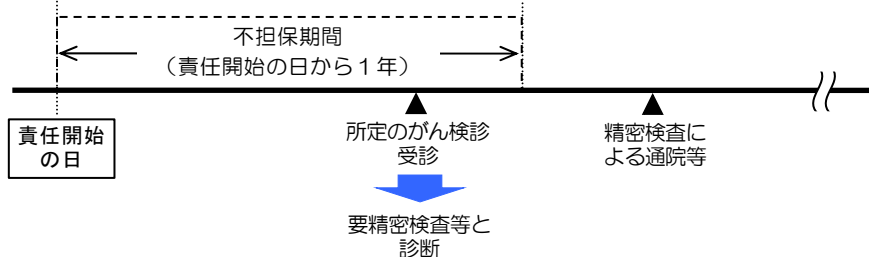 不担保期間
（責任開始の日から１年）
責任開始
の日
所定のがん検診
受診
要精密検査等と
診断
精密検査に
よる通院等